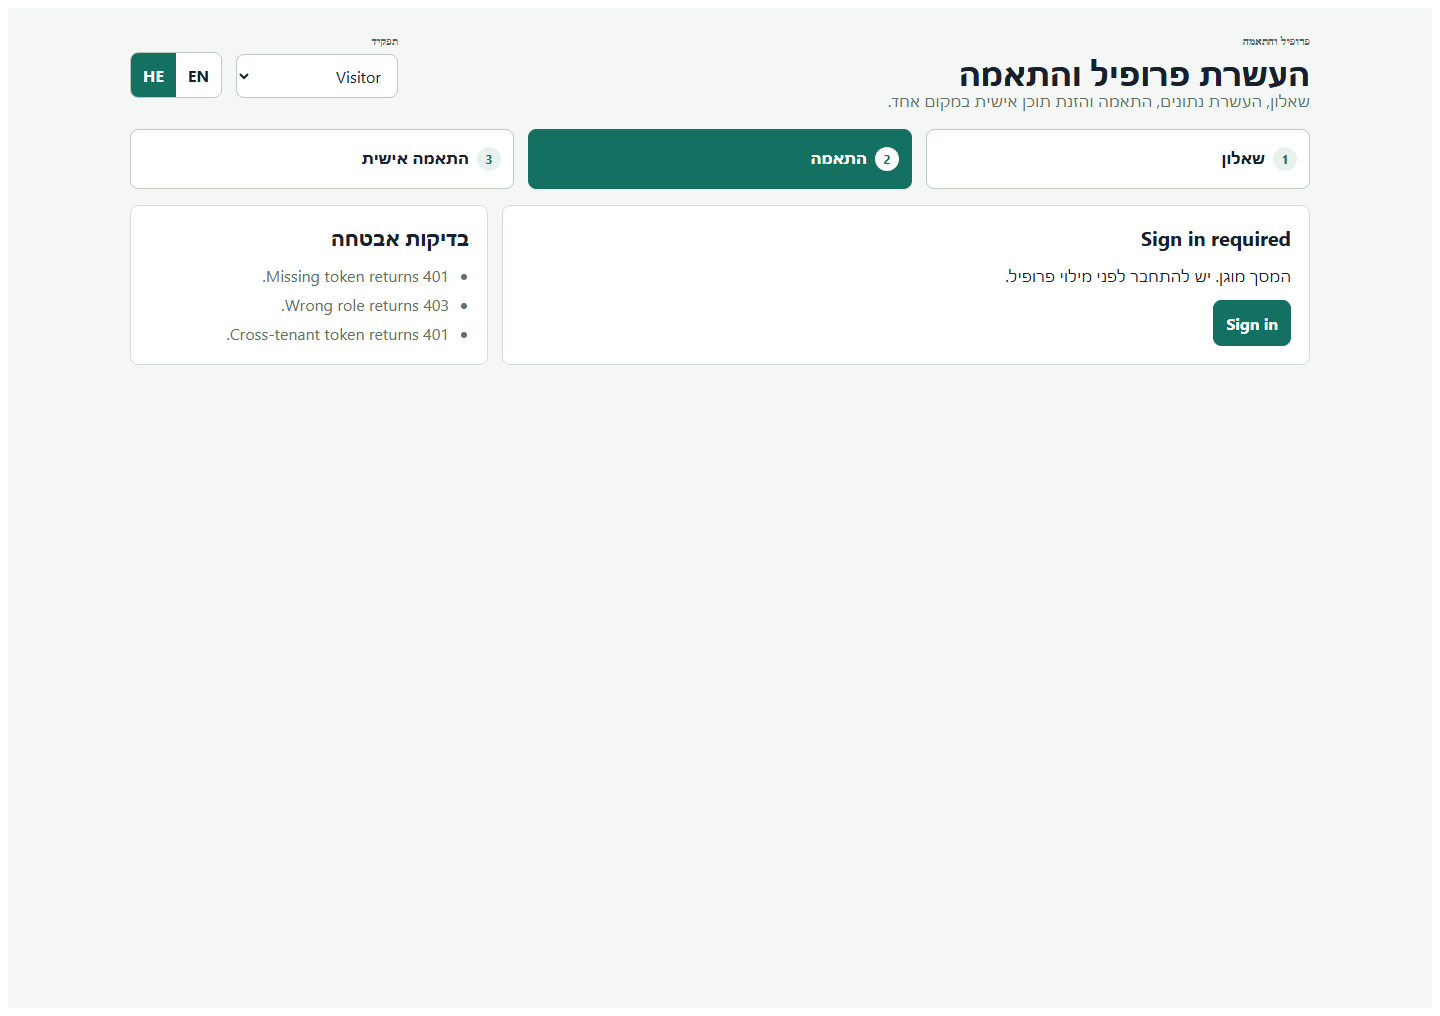 פרופיל והתאמה
העשרת פרופיל והתאמה
שאלון, העשרת נתונים, התאמה והזנת תוכן אישית במקום אחד.
תפקיד
Visitor
EN
HE
1 שאלון
2 התאמה
3 התאמה אישית
Sign in required
המסך מוגן. יש להתחבר לפני מילוי פרופיל.
Sign in
בדיקות אבטחה
Missing token returns 401.
Wrong role returns 403.
Cross-tenant token returns 401.